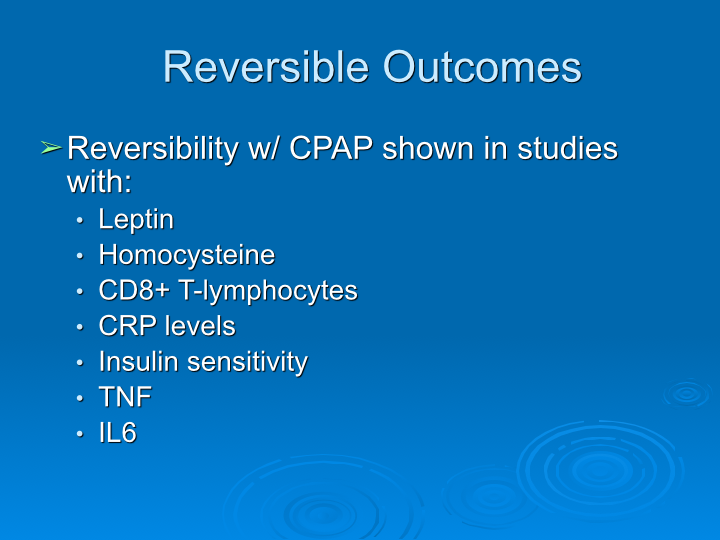 Reversible Outcomes
➢ Reversibility w/ CPAP shown in studies
with:
• Leptin
• Homocysteine
• CD8+ T-lymphocytes
• CRP levels
• Insulin sensitivity
• TNF
• IL6